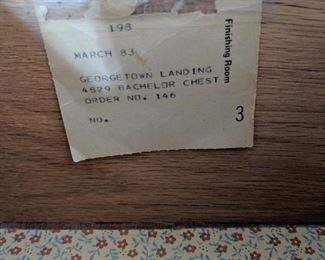 198
MARCH 83
GEORGETOWN LANDING
4829 BACHELOR CHEST
ORDER NO. 146
NO.
Finishing Room
3